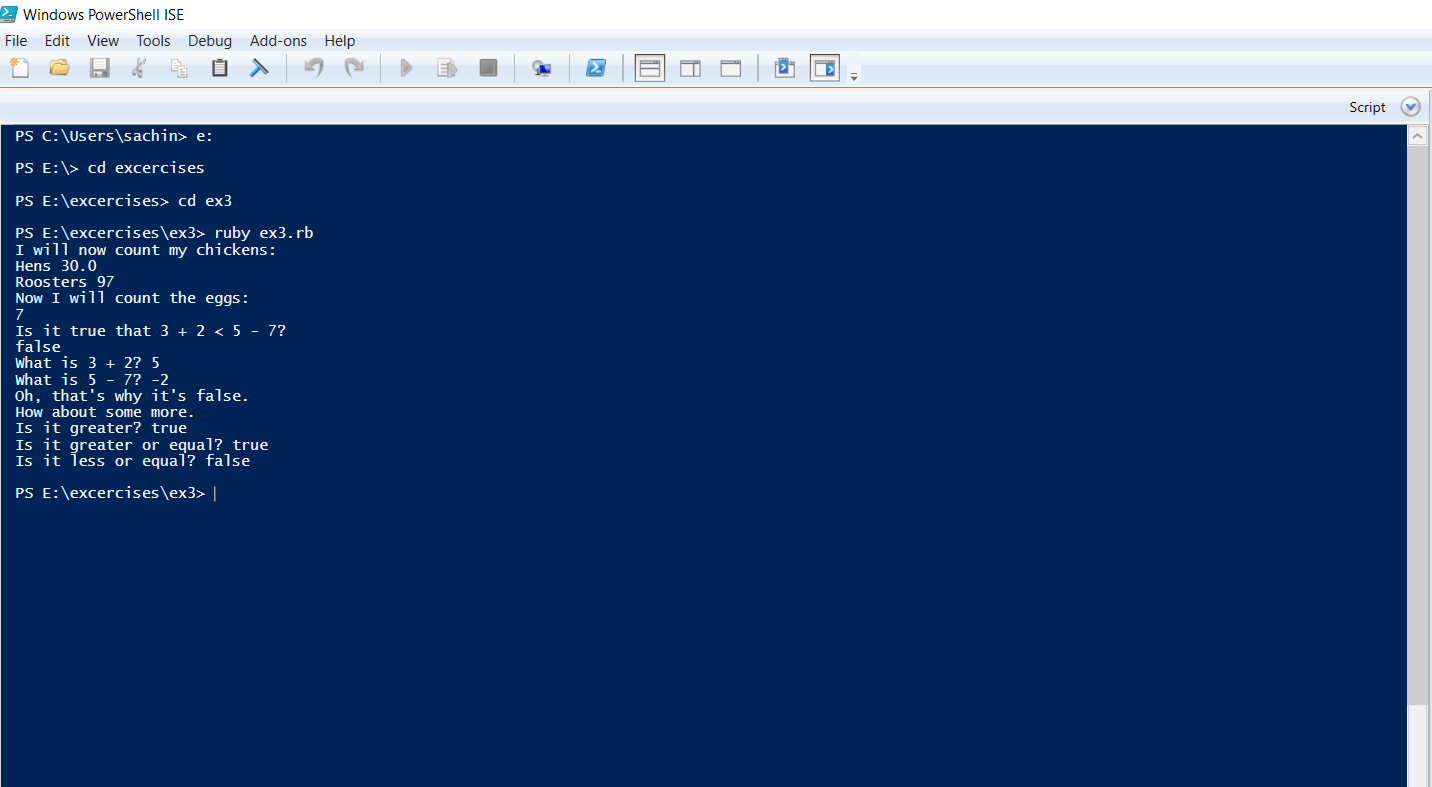 Windows PowerShell ISE
File Edit View Tools Debug Add-ons Help
Script
PS C:\Users\sachin> e:
PS E:\> cd excercises
PS E:\excercises> cd ex3
PS E:\excercises\ex3> ruby ex3.rb
I will now count my chickens:
Hens 30.0
Roosters 97
Now I will count the eggs:
7
Is it true that 3 + 2 < 5 - 7?
false
What is 3 + 2? 5
What is 5 - 7? -2
Oh, that's why it's false.
How about some more.
Is it greater? true
Is it greater or equal? true
Is it less or equal? false
PS E:\excercises\ex3>